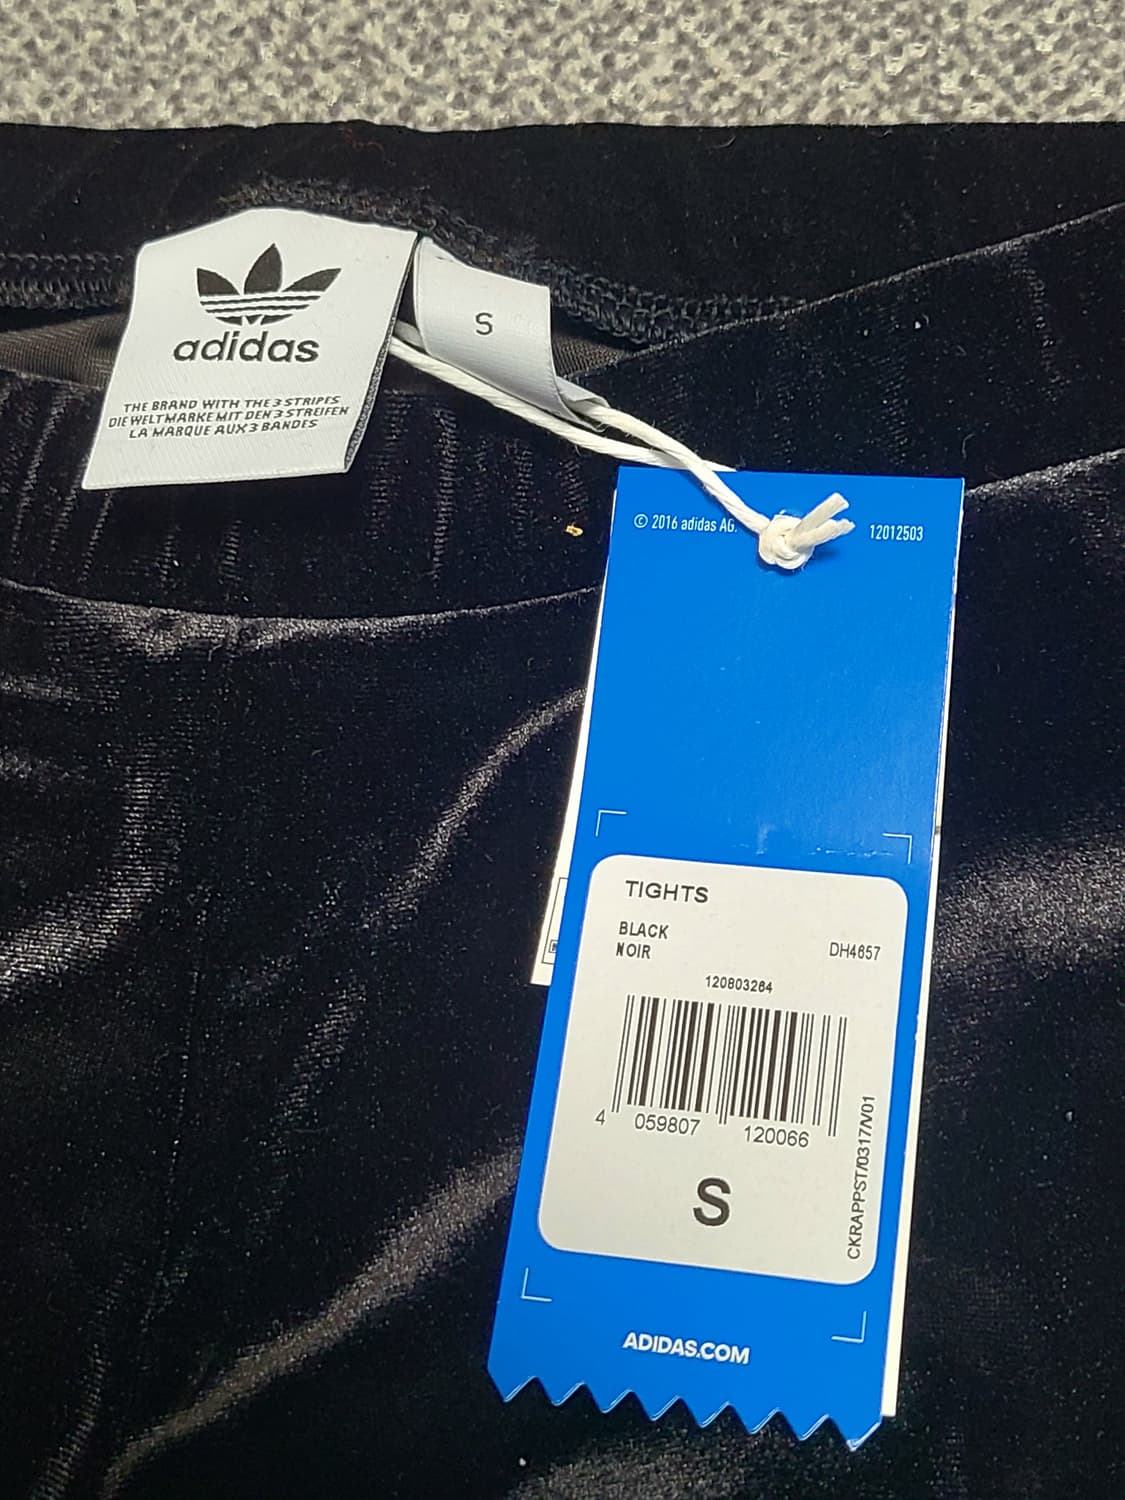 adidas
THE BRAND WITH THE 3 STRIPES
DIE WELTMARKE MIT DEN 3 STREIFEN
LA MARQUE AUX 3 BANDES
S
© 2016 adidas AG.
12012503
TIGHTS
BLACK
NOIR
DH4657
120803264
4 059807 120066
S
CKRAPPST/0317/V01
ADIDAS.COM